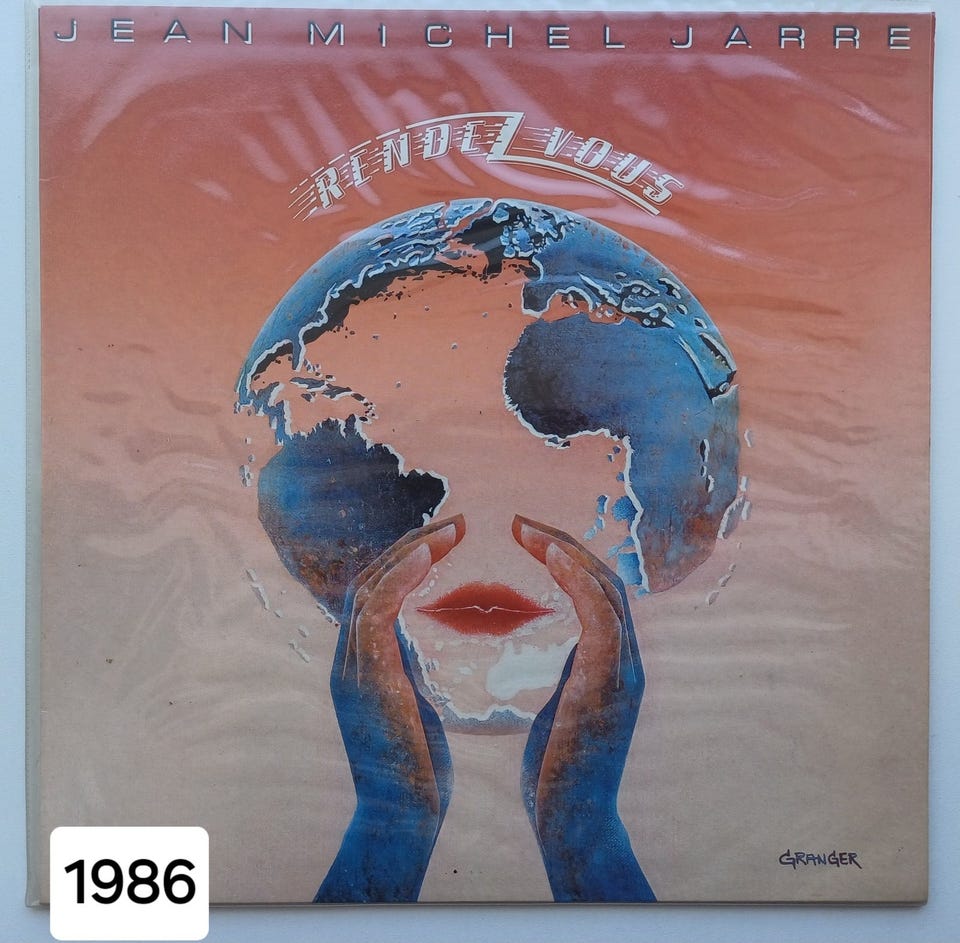 JEAN MICHEL JARRE
RENDEZ VOUS
GRANGER
1986